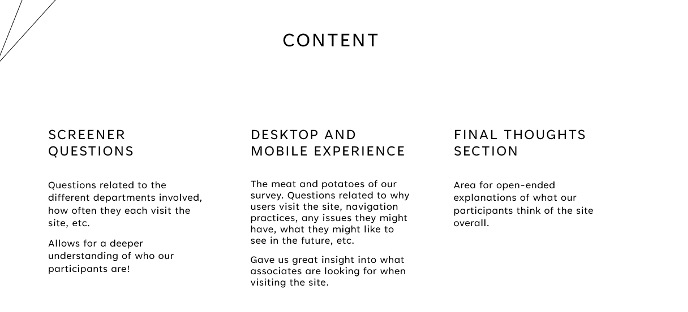 CONTENT
SCREENER
QUESTIONS
Questions related to the
different departments involved,
how often they each visit the
site, etc.
Allows for a deeper
understanding of who our
participants are!
DESKTOP AND
MOBILE EXPERIENCE
The meat and potatoes of our
survey. Questions related to why
users visit the site, navigation
practices, any issues they might
have, what they might like to
see in the future, etc.
Gave us great insight into what
associates are looking for when
visiting the site.
FINAL THOUGHTS
SECTION
Area for open-ended
explanations of what our
participants think of the site
overall.